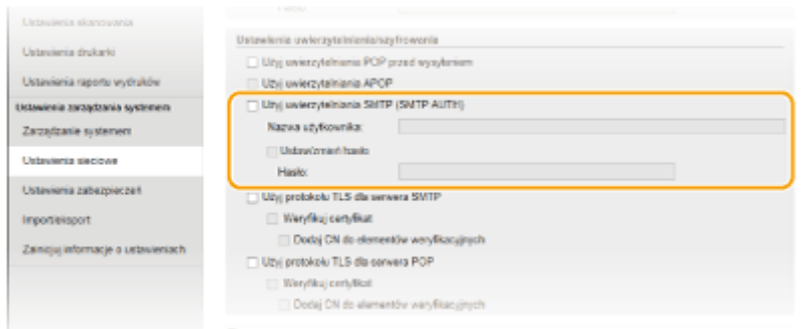 Ustawienia skanowania
Ustawienia drukarki
Ustawienia raportu wydruków
Ustawienia zarządzania systemem
Zarządzanie systemem
Ustawienia sieciowe
Ustawienia zabezpieczeń
Import/eksport
Zainicjuj informacje o ustawieniach
Hasło:
Ustawienia uwierzytelniania/szyfrowania
Użyj uwierzytelniania POP przed wysyłaniem
Użyj uwierzytelniania APOP
Użyj uwierzytelniania SMTP (SMTP AUTH)
Nazwa użytkownika:
Ustaw/zmień hasło
Hasło:
Użyj protokołu TLS dla serwera SMTP
Weryfikuj certyfikat
Dodaj CN do elementów weryfikacyjnych
Użyj protokołu TLS dla serwera POP
Weryfikuj certyfikat
Dodaj CN do elementów weryfikacyjnych